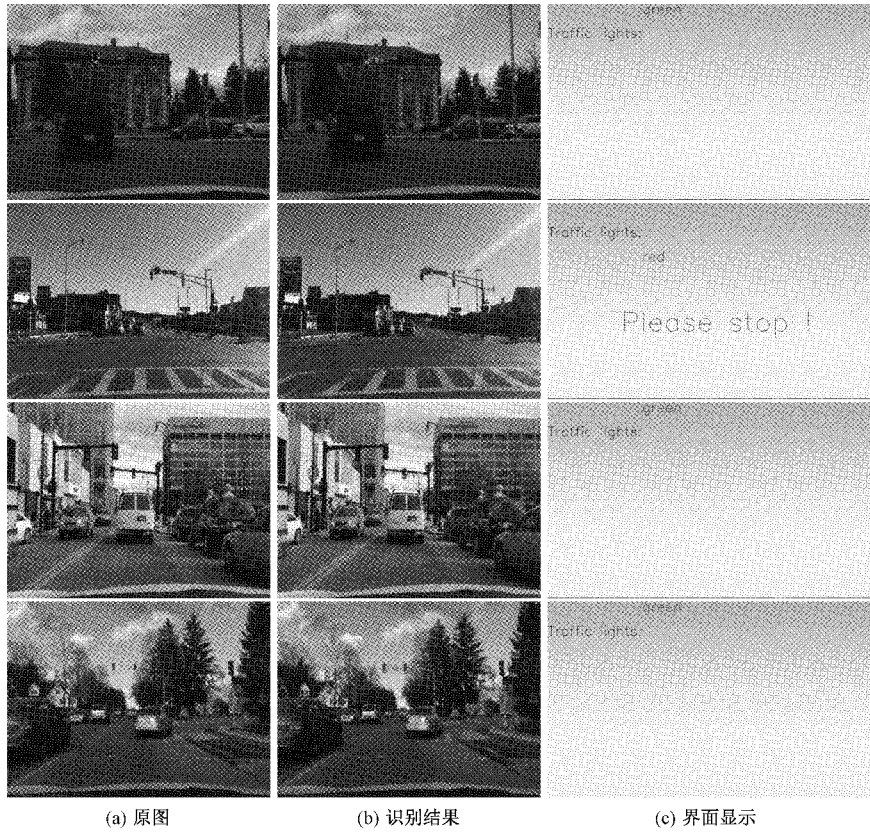 green
Traffic lights:
Traffic lights:
red
Please stop !
green
Traffic lights:
green
Traffic lights:
(a) 原图
(b) 识别结果
(c) 界面显示